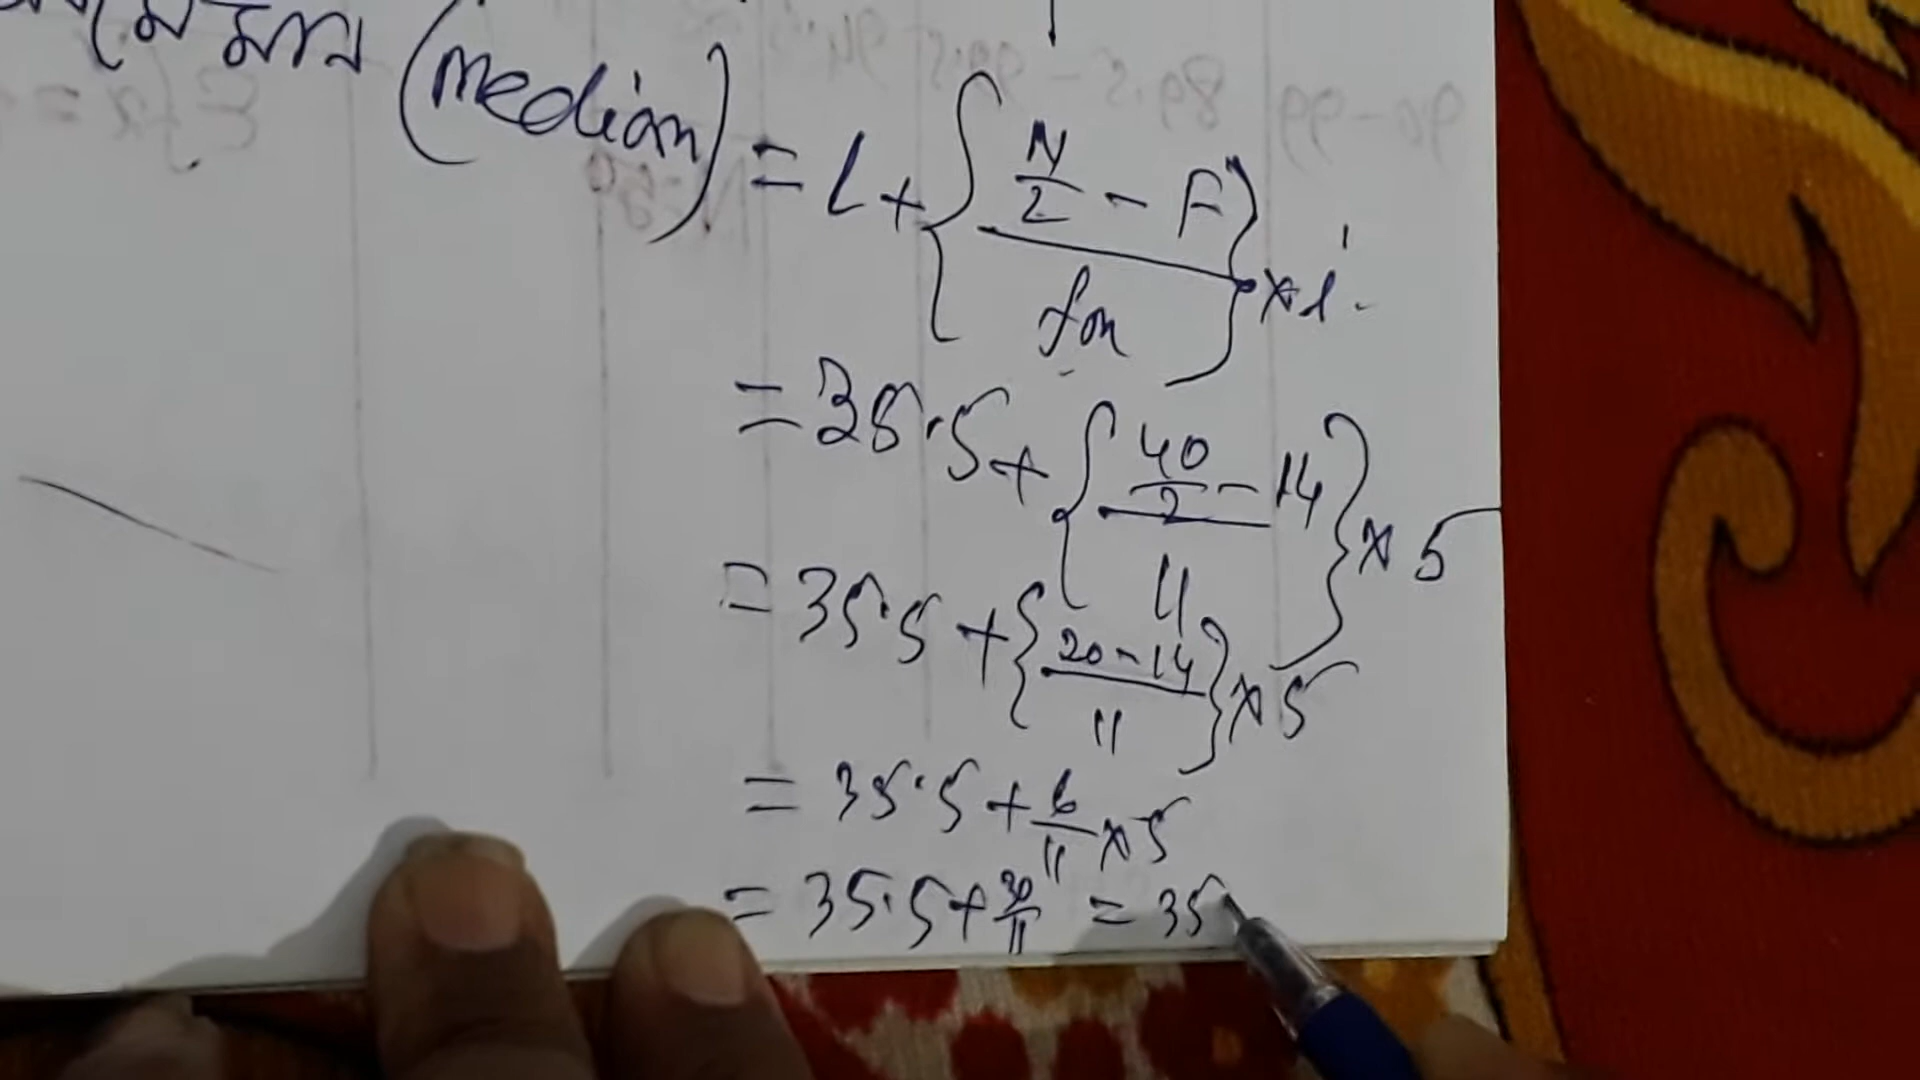 (median) = L + { (N/2 - F) / fm } × i
= 35.5 + { (40/2 - 14) / 11 } × 5
= 35.5 + { (20 - 14) / 11 } × 5
= 35.5 + 6/11 × 5
= 35.5 + 30/11 = 35